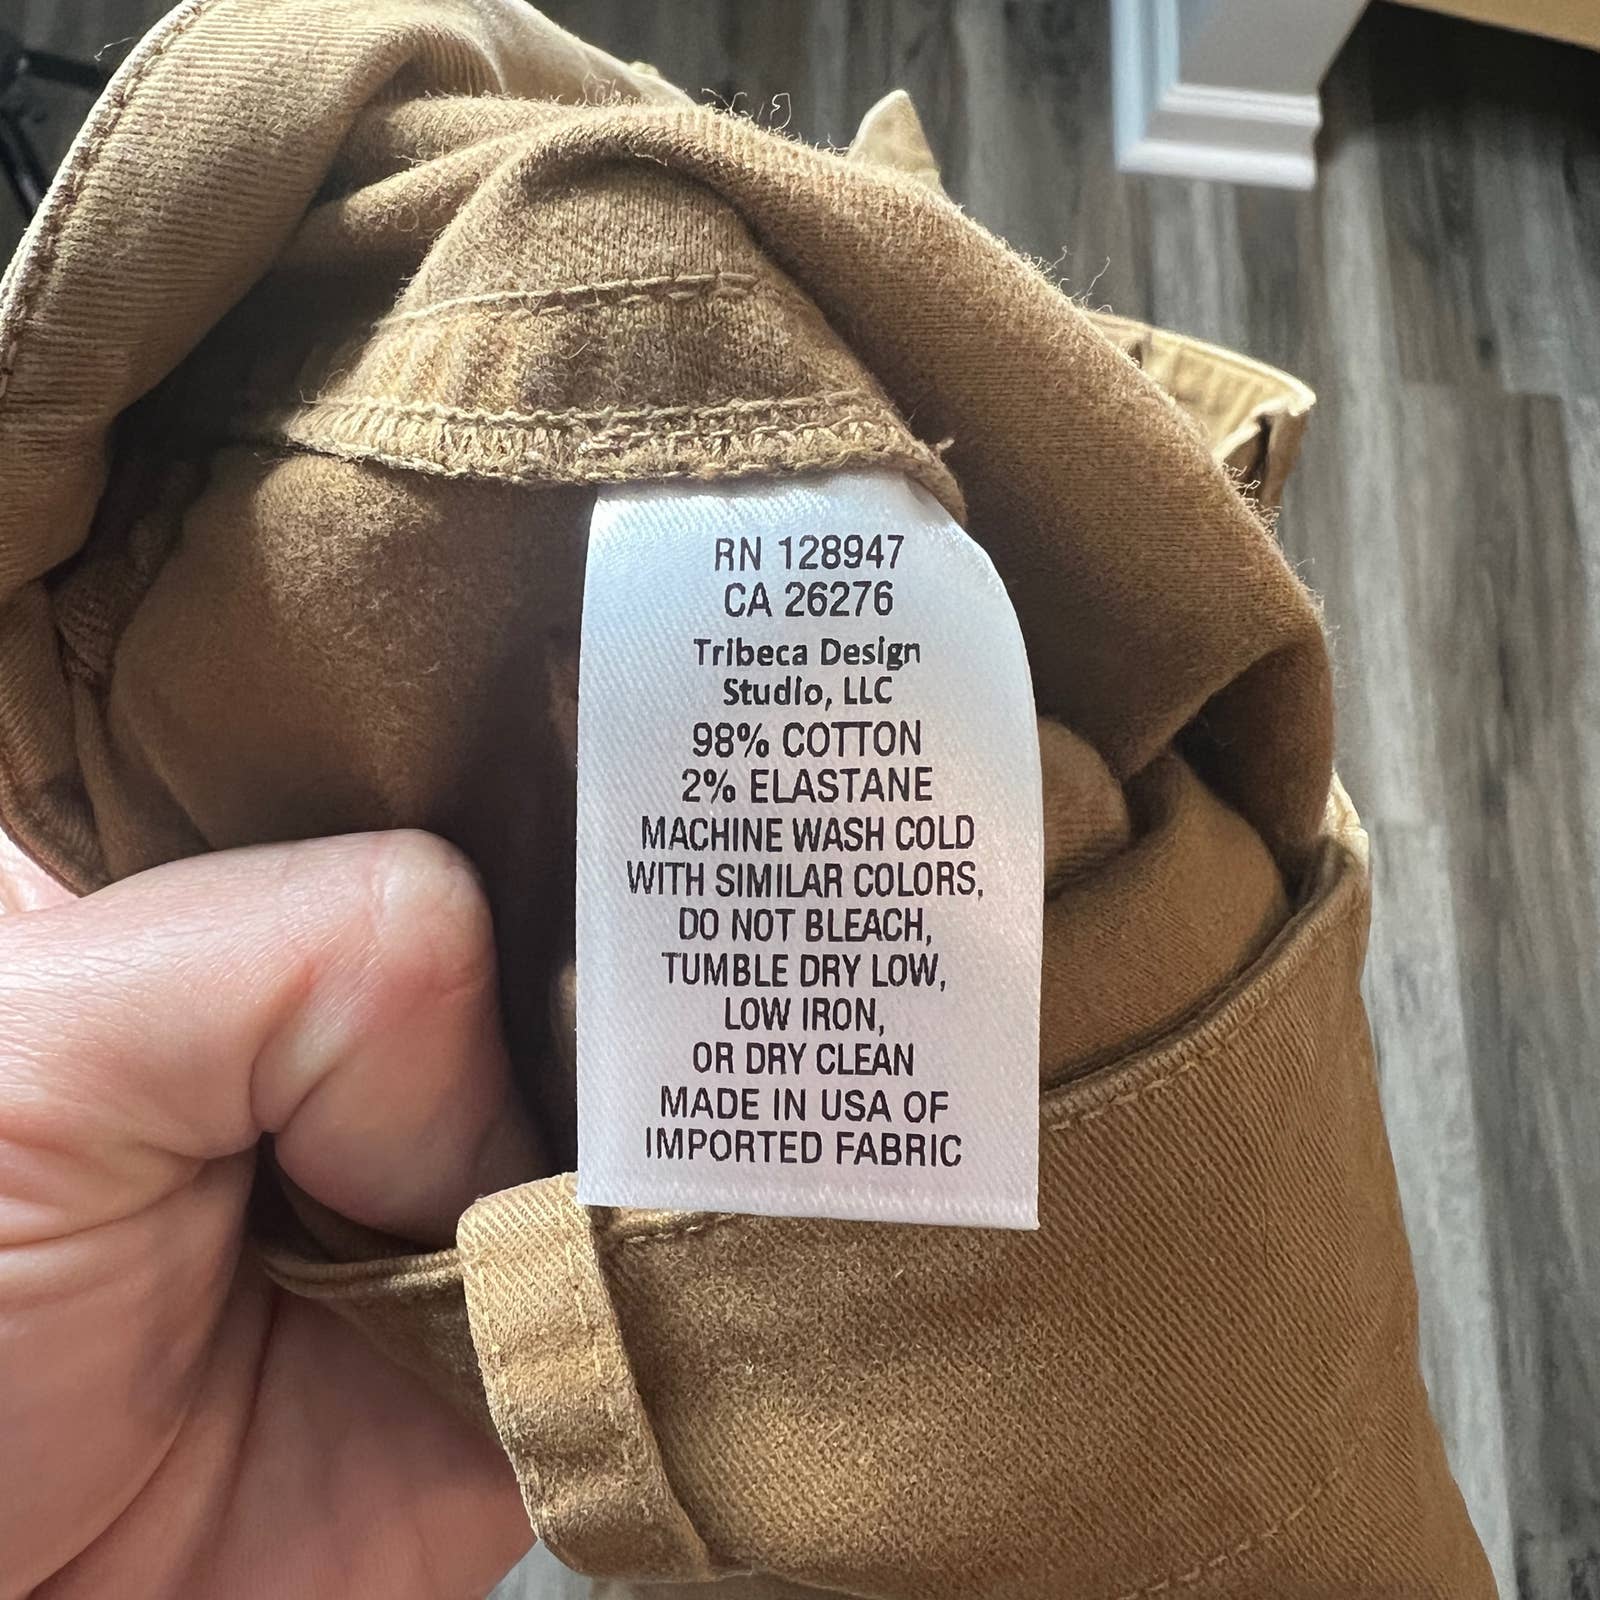 RN 128947
CA 26276
Tribeca Design
Studio, LLC
98% COTTON
2% ELASTANE
MACHINE WASH COLD
WITH SIMILAR COLORS,
DO NOT BLEACH,
TUMBLE DRY LOW,
LOW IRON,
OR DRY CLEAN
MADE IN USA OF
IMPORTED FABRIC